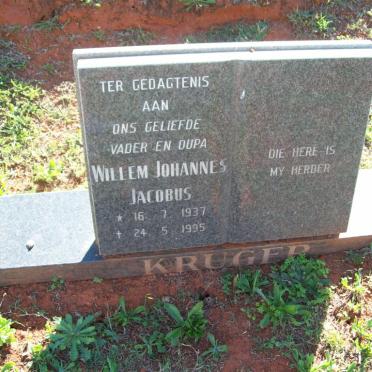 TER GEDAGTENIS
AAN
ONS GELIEFDE
VADER EN OUPA
WILLEM JOHANNES
JACOBUS
* 16. 7. 1937
+ 24. 5. 1995
DIE HERE IS
MY HERDER
KRUGER